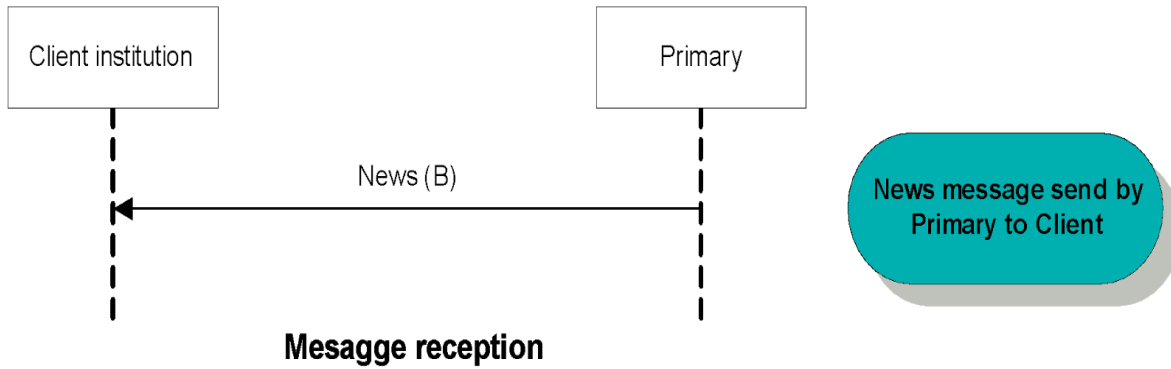 Client institution
Primary
News (B)
News message send by
Primary to Client
Mesagge reception